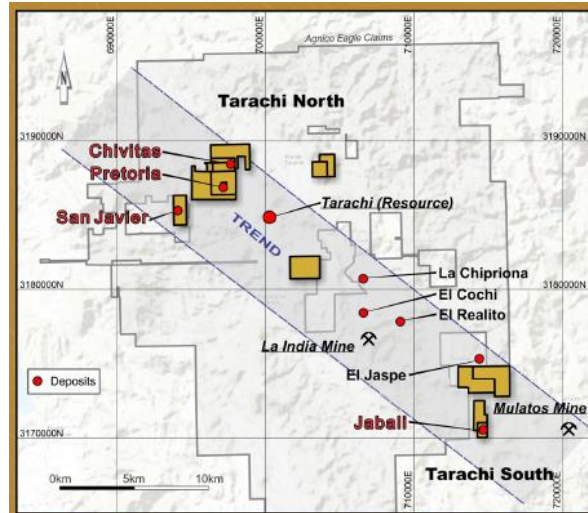 690000E
700000E
710000E
Agnico Eagle Claims
N
Tarachi North
3190000N
3190000N
Chivitas
Pretoria
San Javier
Tarachi (Resource)
TREND
3180000N
3180000N
La Chipriona
El Cochi
El Realito
La India Mine
El Jaspe
Deposits
Mulatos Mine
Jabali
3170000N
0km
5km
10km
Tarachi South
710000E
720000E